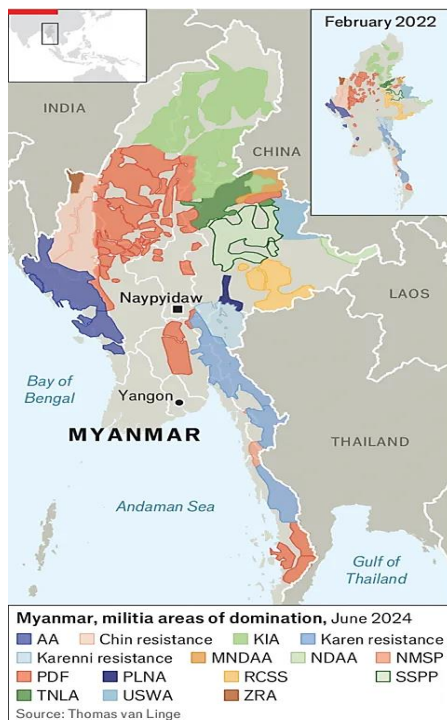 February 2022
INDIA
CHINA
Naypyidaw
LAOS
Bay of
Bengal
Yangon
MYANMAR
THAILAND
Andaman Sea
Gulf of
Thailand
Myanmar, militia areas of domination, June 2024
AA Chin resistance KIA Karen resistance
Karenni resistance MNDAA NDAA NMSP
PDF PLNA RCSS SSPP
TNLA USWA ZRA
Source: Thomas van Linge